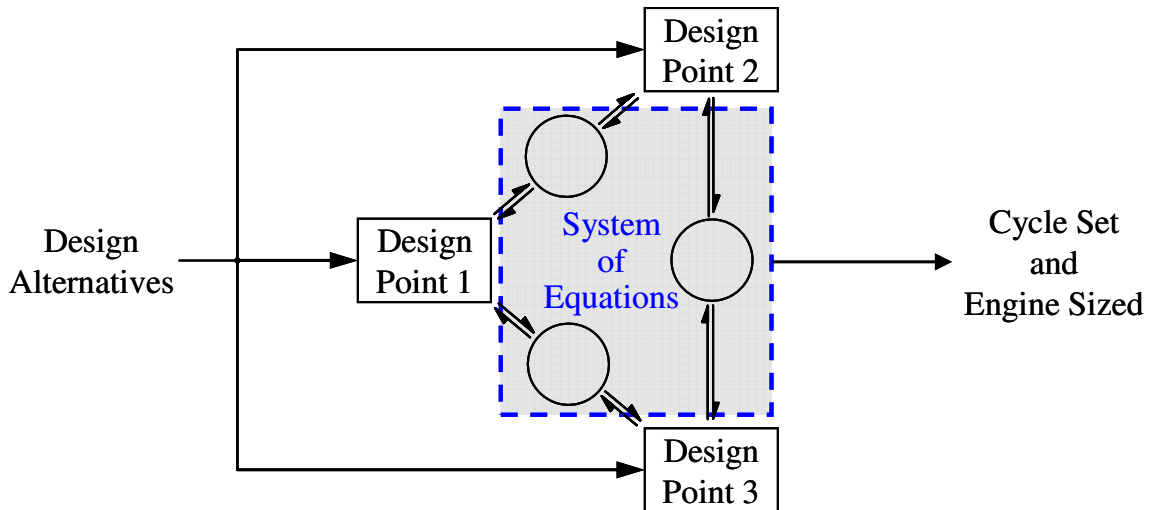 Design
Alternatives
Design
Point 1
Design
Point 2
System
of
Equations
Design
Point 3
Cycle Set
and
Engine Sized